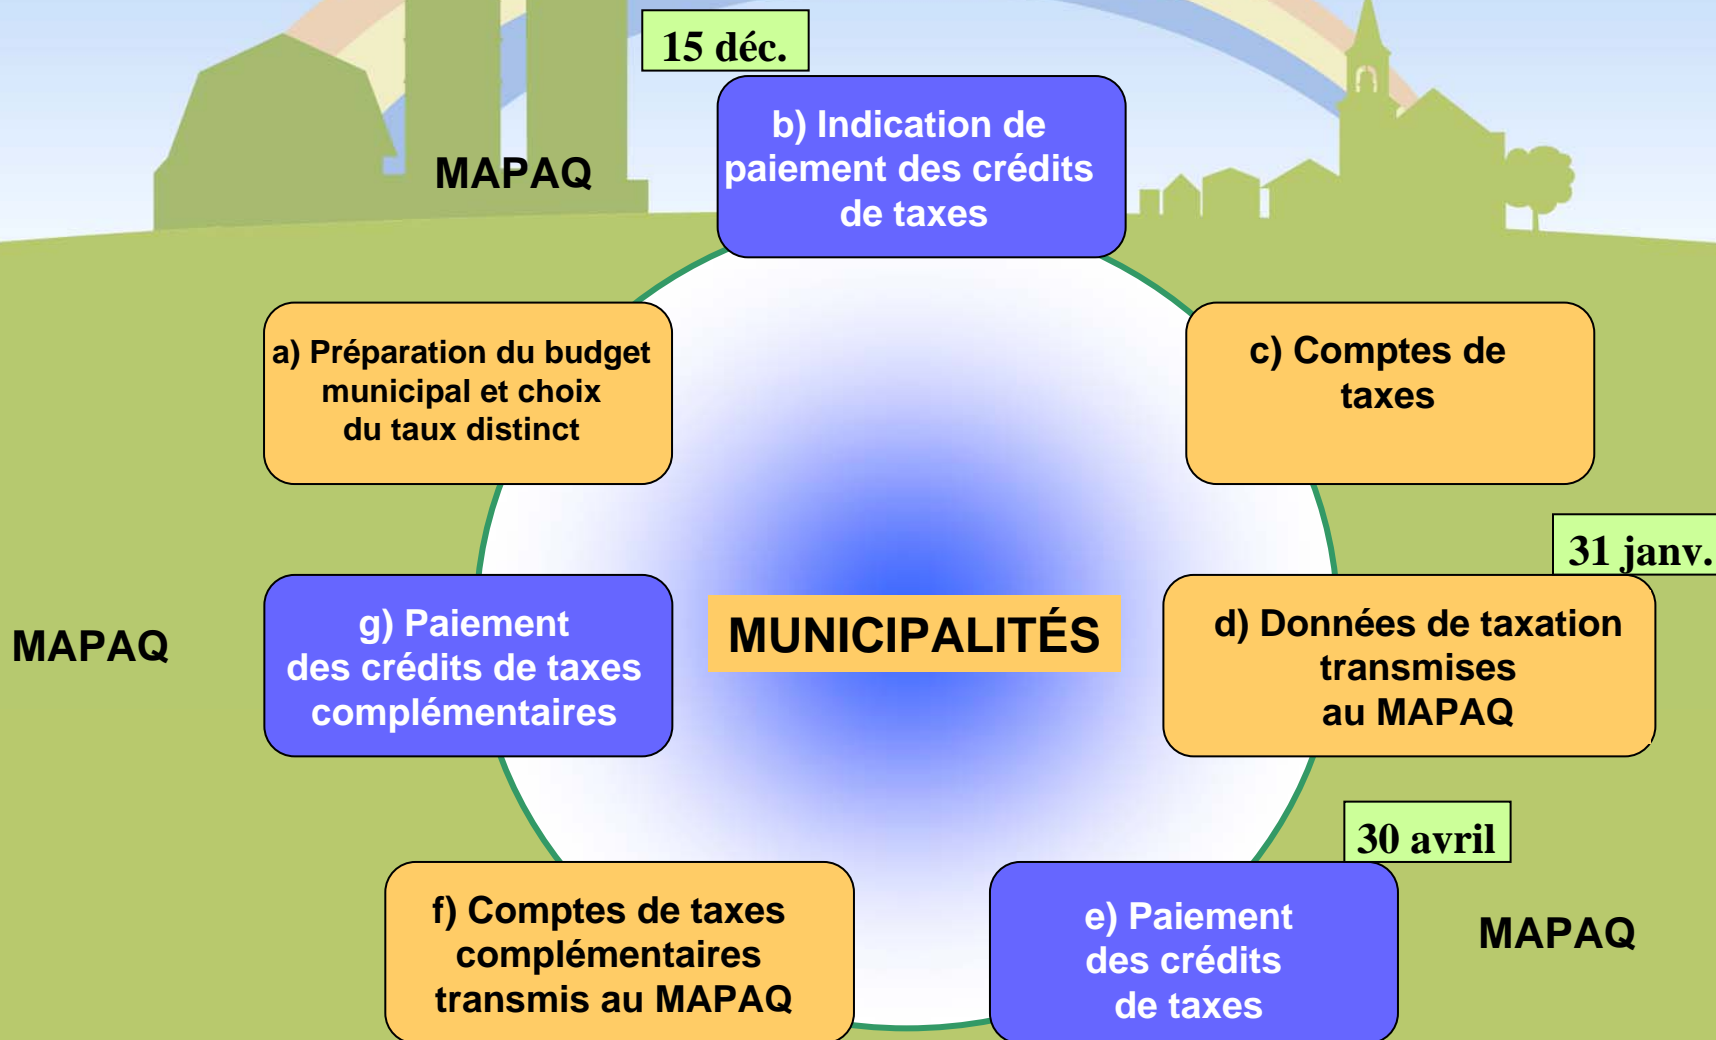 15 déc.
MAPAQ
b) Indication de
paiement des crédits
de taxes
a) Préparation du budget
municipal et choix
du taux distinct
c) Comptes de
taxes
31 janv.
MAPAQ
g) Paiement
des crédits de taxes
complémentaires
MUNICIPALITÉS
d) Données de taxation
transmises
au MAPAQ
30 avril
f) Comptes de taxes
complémentaires
transmis au MAPAQ
e) Paiement
des crédits
de taxes
MAPAQ